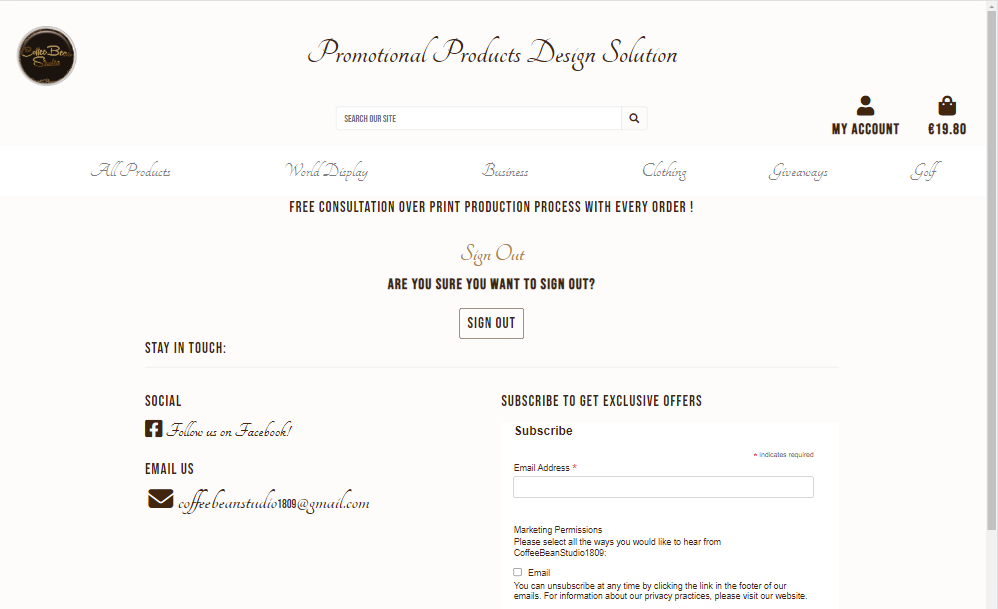 Coffee Bean
Studio
Promotional Products Design Solution
SEARCH OUR SITE
MY ACCOUNT
€19.80
All Products
World Display
Business
Clothing
Giveaways
Golf
FREE CONSULTATION OVER PRINT PRODUCTION PROCESS WITH EVERY ORDER !
Sign Out
ARE YOU SURE YOU WANT TO SIGN OUT?
SIGN OUT
STAY IN TOUCH:
SOCIAL
Follow us on Facebook!
EMAIL US
coffeebeanstudio1809@gmail.com
SUBSCRIBE TO GET EXCLUSIVE OFFERS
Subscribe
* indicates required
Email Address *
Marketing Permissions
Please select all the ways you would like to hear from
CoffeeBeanStudio1809:
Email
You can unsubscribe at any time by clicking the link in the footer of our
emails. For information about our privacy practices, please visit our website.